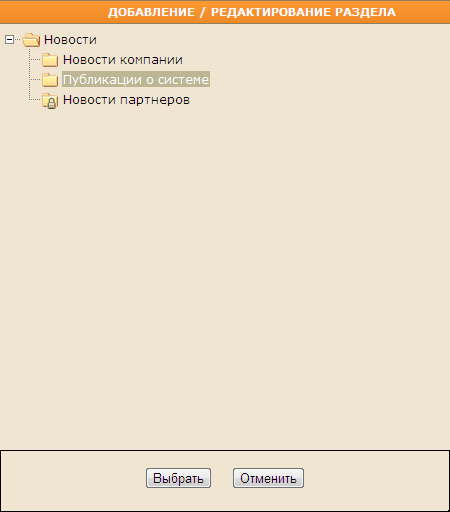 ДОБАВЛЕНИЕ / РЕДАКТИРОВАНИЕ РАЗДЕЛА
Новости
Новости компании
Публикации о системе
Новости партнеров
Выбрать Отменить